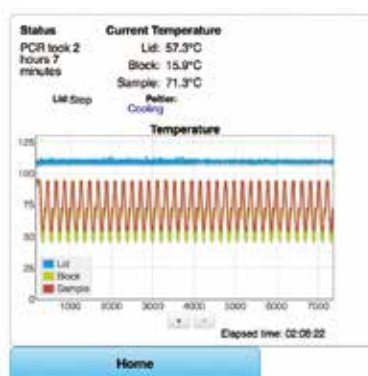 Status
PCR took 2
hours 7
minutes
Current Temperature
Lid: 57.3°C
Block: 15.9°C
Sample: 71.3°C
Lid: Stop
Peltier:
Cooling
Temperature
125
100
75
50
25
0
Lid
Block
Sample
1000 2000 3000 4000 5000 6000 7000
Elapsed time: 02:08:22
Home